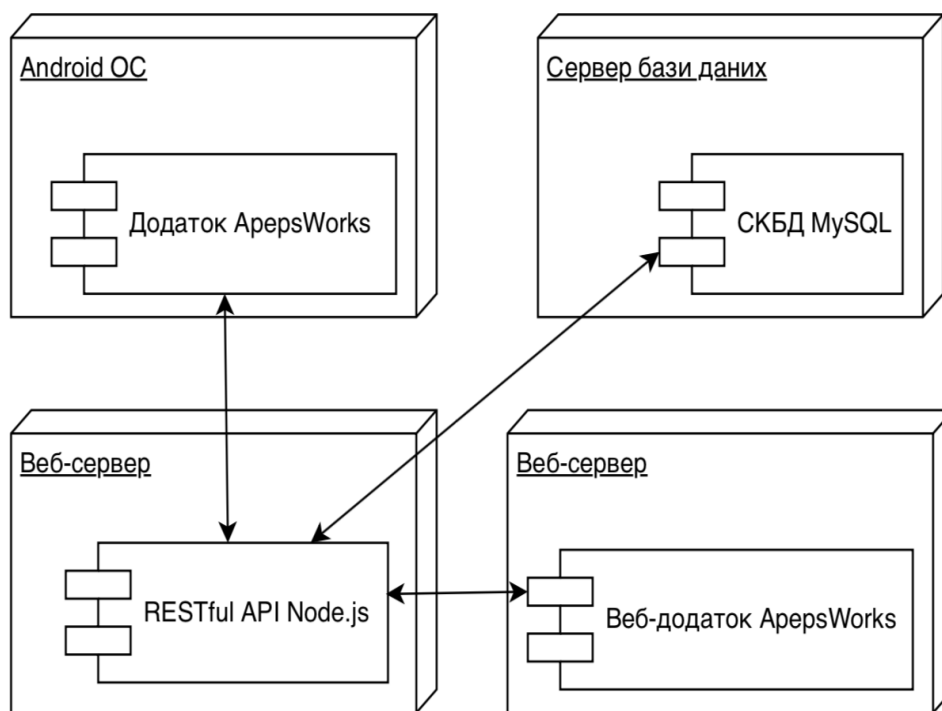 Android ОС
Додаток ApepsWorks
Сервер бази даних
СКБД MySQL
Веб-сервер
RESTful API Node.js
Веб-сервер
Веб-додаток ApepsWorks